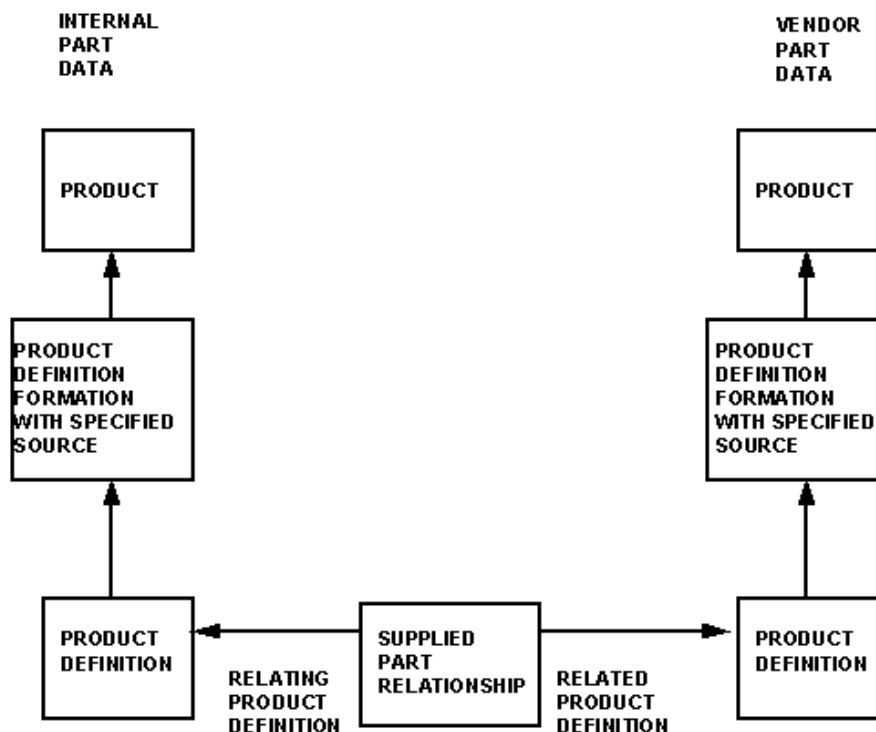 INTERNAL
PART
DATA
VENDOR
PART
DATA
PRODUCT
PRODUCT
PRODUCT
DEFINITION
FORMATION
WITH SPECIFIED
SOURCE
PRODUCT
DEFINITION
FORMATION
WITH SPECIFIED
SOURCE
PRODUCT
DEFINITION
SUPPLIED
PART
RELATIONSHIP
PRODUCT
DEFINITION
RELATING
PRODUCT
DEFINITION
RELATED
PRODUCT
DEFINITION